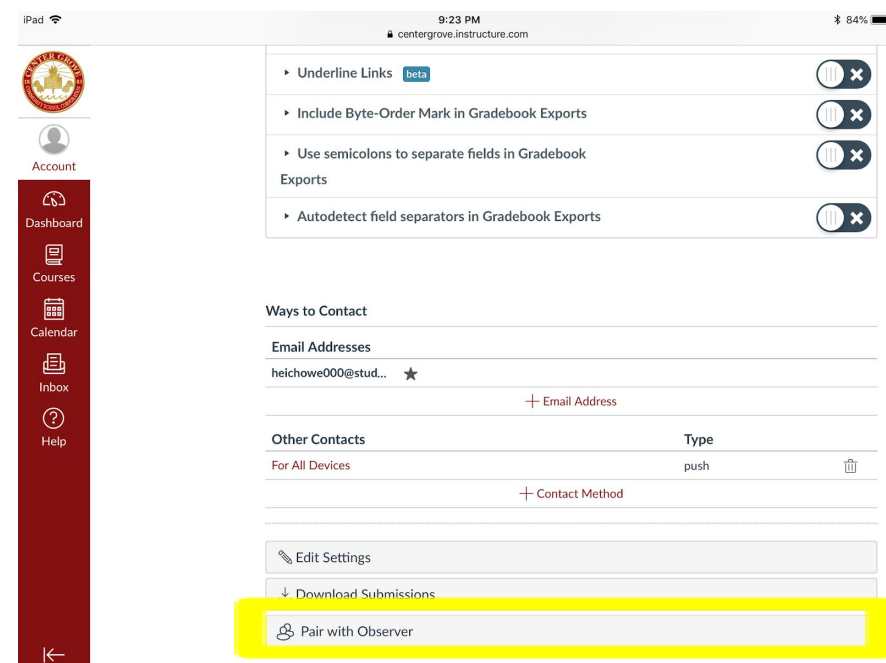 iPad 9:23 PM 84%
centergrove.instructure.com
Underline Links beta
Include Byte-Order Mark in Gradebook Exports
Use semicolons to separate fields in Gradebook
Exports
Autodetect field separators in Gradebook Exports
Account
Dashboard
Courses
Calendar
Inbox
Help
Ways to Contact
Email Addresses
heichowe000@stud...
+ Email Address
Other Contacts Type
For All Devices push
+ Contact Method
Edit Settings
Download Submissions
Pair with Observer